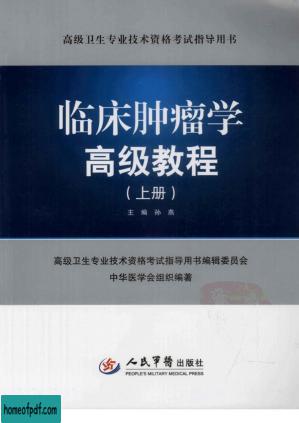 高级卫生专业技术资格考试指导用书
临床肿瘤学
高级教程
（上册）
主 编 孙 燕
高级卫生专业技术资格考试指导用书编辑委员会
中华医学会组织编著
人民军医出版社
PEOPLE'S MILITARY MEDICAL PRESS
homeofpdf.com
homeofpdf.com